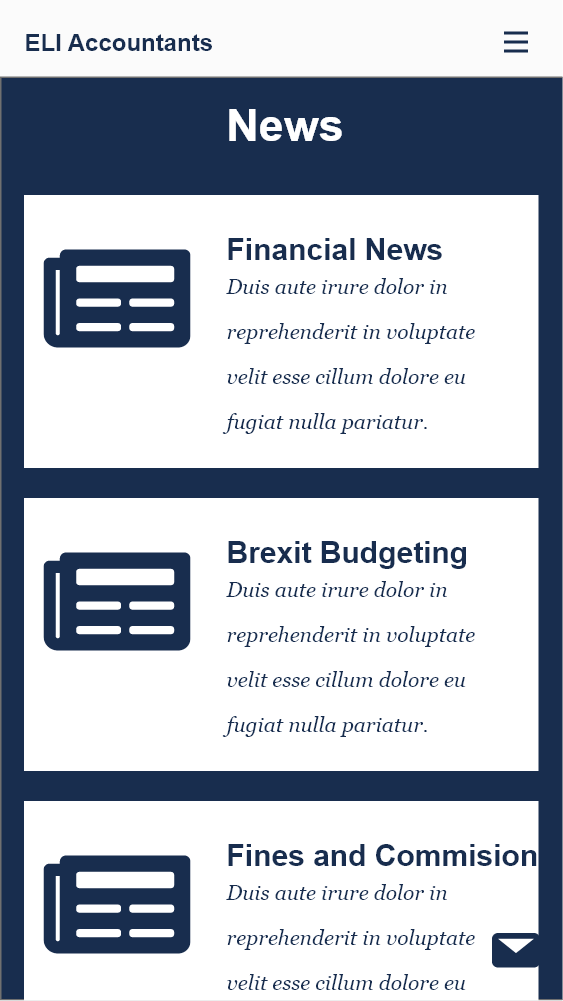 ELI Accountants
News
Financial News
Duis aute irure dolor in
reprehenderit in voluptate
velit esse cillum dolore eu
fugiat nulla pariatur.
Brexit Budgeting
Duis aute irure dolor in
reprehenderit in voluptate
velit esse cillum dolore eu
fugiat nulla pariatur.
Fines and Commision
Duis aute irure dolor in
reprehenderit in voluptate
velit esse cillum dolore eu